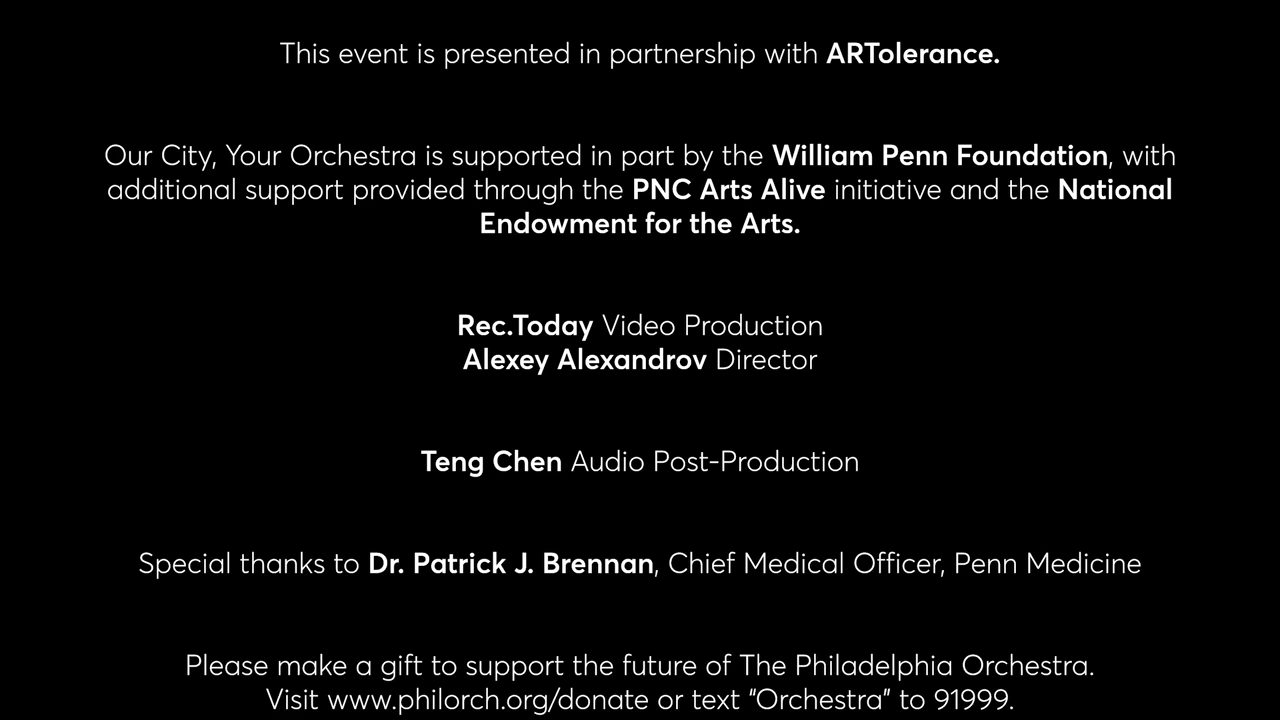 This event is presented in partnership with ARTolerance.
Our City, Your Orchestra is supported in part by the William Penn Foundation, with
additional support provided through the PNC Arts Alive initiative and the National
Endowment for the Arts.
Rec.Today Video Production
Alexey Alexandrov Director
Teng Chen Audio Post-Production
Special thanks to Dr. Patrick J. Brennan, Chief Medical Officer, Penn Medicine
Please make a gift to support the future of The Philadelphia Orchestra.
Visit www.philorch.org/donate or text “Orchestra” to 91999.